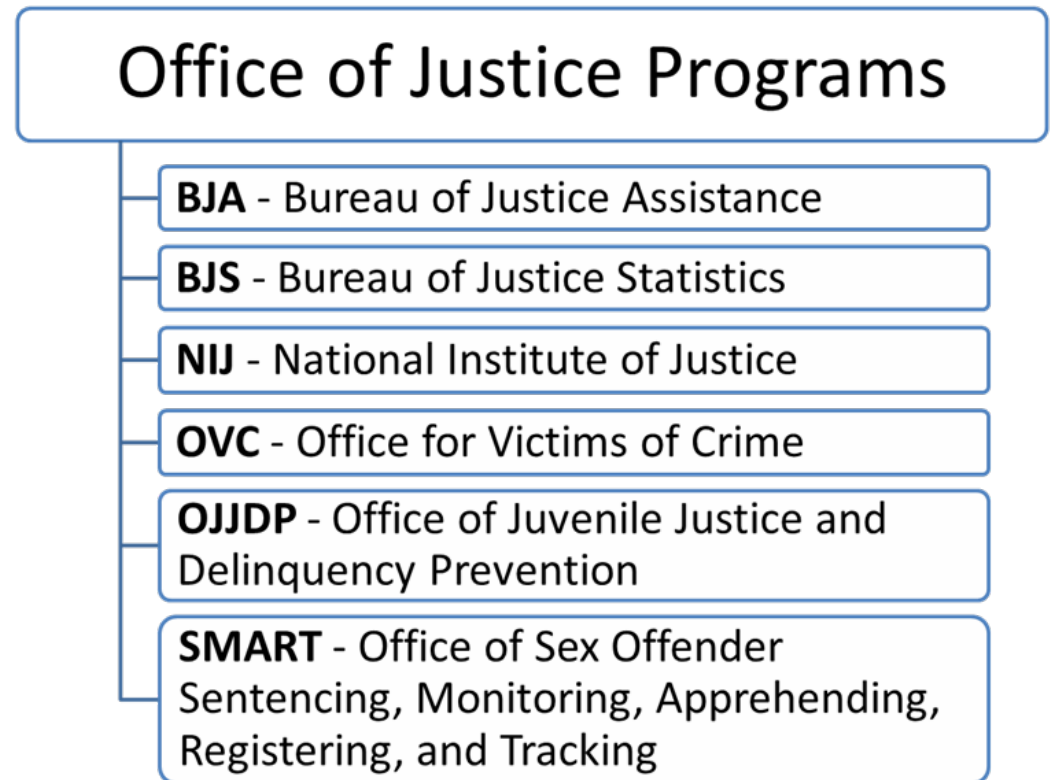 Office of Justice Programs
BJA - Bureau of Justice Assistance
BJS - Bureau of Justice Statistics
NIJ - National Institute of Justice
OVC - Office for Victims of Crime
OJJDP - Office of Juvenile Justice and
Delinquency Prevention
SMART - Office of Sex Offender
Sentencing, Monitoring, Apprehending,
Registering, and Tracking